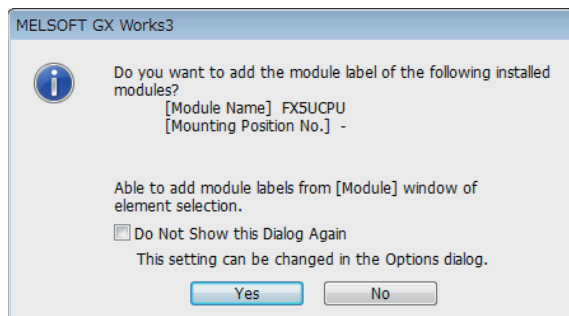 MELSOFT GX Works3
Do you want to add the module label of the following installed
modules?
[Module Name] FX5UCPU
[Mounting Position No.] -
Able to add module labels from [Module] window of
element selection.
Do Not Show this Dialog Again
This setting can be changed in the Options dialog.
Yes No